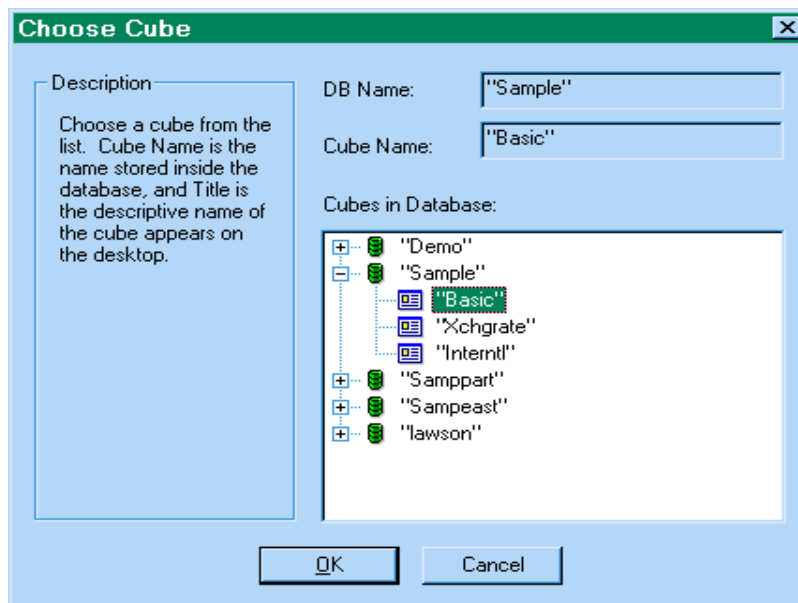 Choose Cube
Description
Choose a cube from the
list.  Cube Name is the
name stored inside the
database, and Title is
the descriptive name of
the cube appears on
the desktop.
DB Name:
"Sample"
Cube Name:
"Basic"
Cubes in Database:
"Demo"
"Sample"
"Basic"
"Xchgrate"
"Interntl"
"Samppart"
"Sampeast"
"lawson"
OK
Cancel